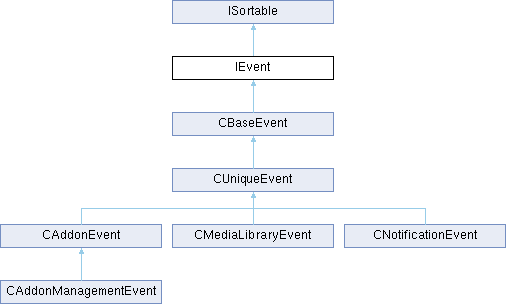 ISortable
IEvent
CBaseEvent
CUniqueEvent
CAddonEvent
CMediaLibraryEvent
CNotificationEvent
CAddonManagementEvent